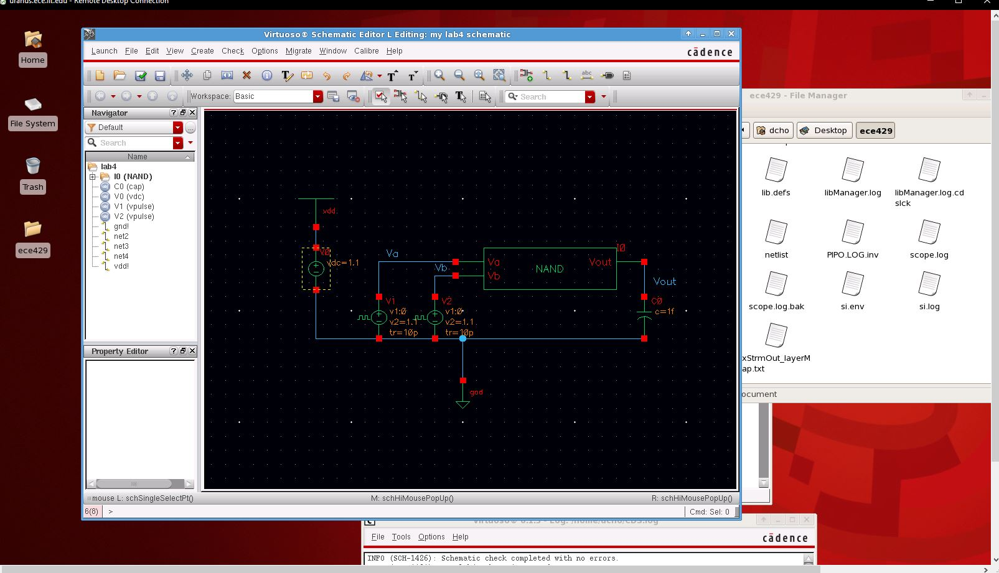 uranus.ece.iit.edu - Remote Desktop Connection
Home
File System
Trash
ece429
Virtuoso® Schematic Editor L Editing: my lab4 schematic
Launch File Edit View Create Check Options Migrate Window Calibre Help
cādence
abc
Workspace: Basic
Search
Navigator
Default
Search
Name
lab4
I0 (NAND)
C0 (cap)
V0 (vdc)
V1 (vpulse)
V2 (vpulse)
gnd!
net2
net3
net4
vdd!
Property Editor
vdd
V0
vdc=1.1
Va
Vb
Va
Vb
NAND
Vout
I0
Vout
V1
v1:0
v2=1.1
tr=10p
V2
v1:0
v2=1.1
tr=10p
C0
c=1f
gnd
mouse L: schSingleSelectPt()
M: schHiMousePopUp()
R: schHiMousePopUp()
6(8) >
Cmd: Sel: 0
ece429 - File Manager
dcho
Desktop
ece429
lib.defs
libManager.log
libManager.log.cd
slck
netlist
PIPO.LOG.inv
scope.log
scope.log.bak
si.env
si.log
xStrmOut_layerM
ap.txt
ocument
Virtuoso® 6.1.5 - Log: /home/dcho/CDS.log
File Tools Options Help
cādence
INFO (SCH-1426): Schematic check completed with no errors.